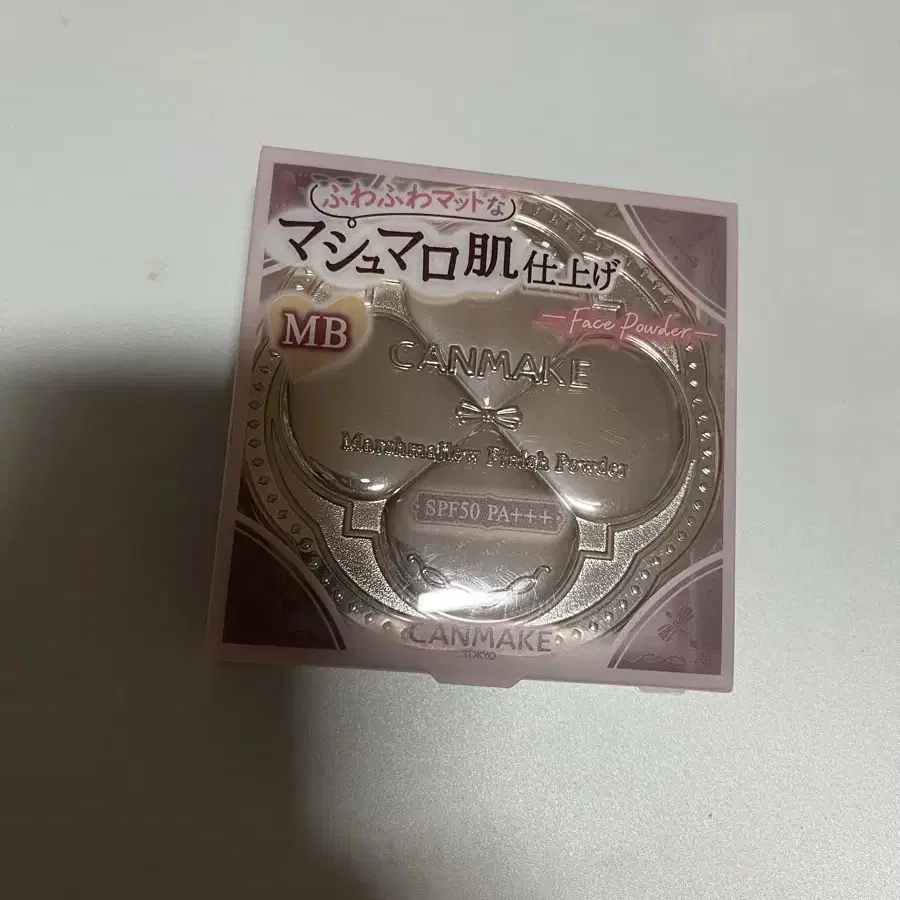 ふわふわマットな
マシュマロ肌仕上げ
MB
Face Powder
CANMAKE
Marshmallow Finish Powder
SPF50 PA+++
CANMAKE
TOKYO